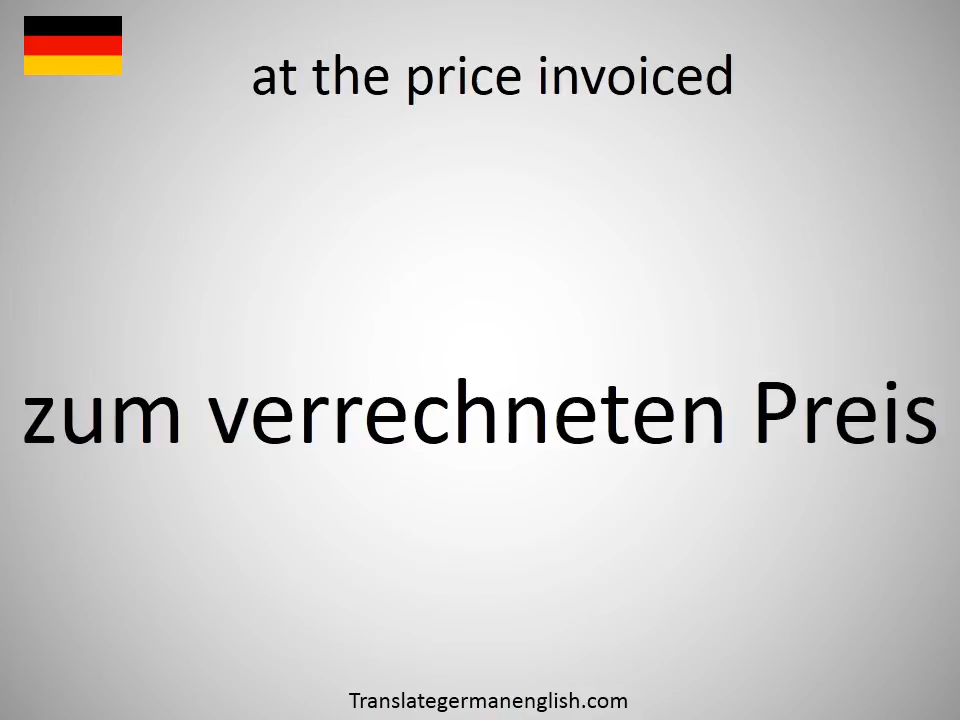 at the price invoiced
zum verrechneten Preis
Translategermanenglish.com